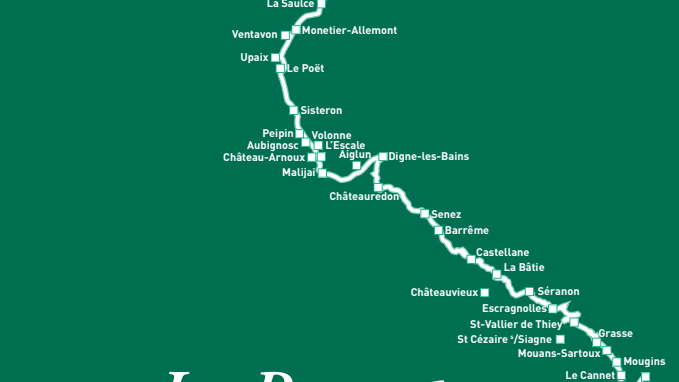 La Saulce
Monetier-Allemont
Ventavon
Upaix
Le Poët
Sisteron
Peipin
Volonne
Aubignosc
L'Escale
Château-Arnoux
Aiglun
Digne-les-Bains
Malijai
Châteauredon
Senez
Barrême
Castellane
La Bâtie
Châteauvieux
Séranon
Escragnolles
St-Vallier de Thiey
Grasse
St Cézaire s/Siagne
Mouans-Sartoux
Mougins
Le Cannet